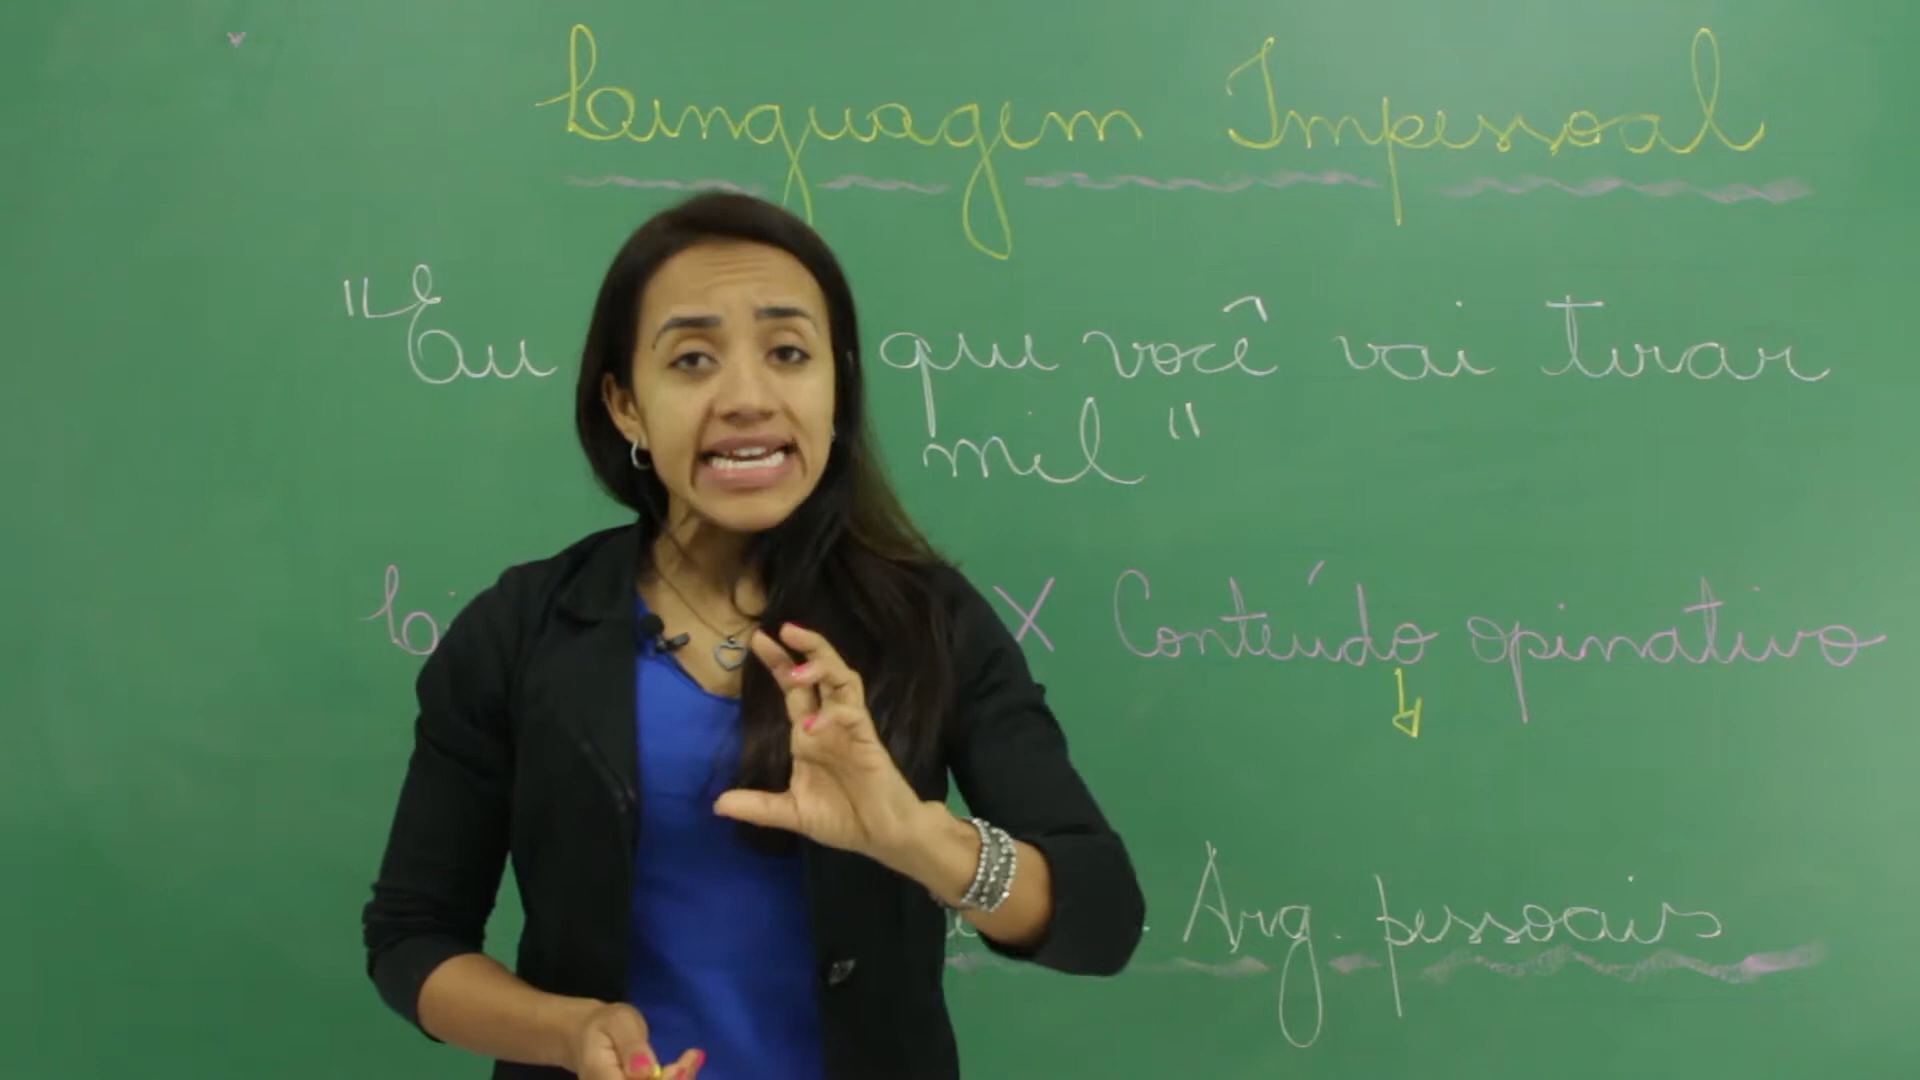 Linguagem Impessoal
"Eu que você vai tirar
mil"
X Conteúdo opinativo
Arg. pessoais